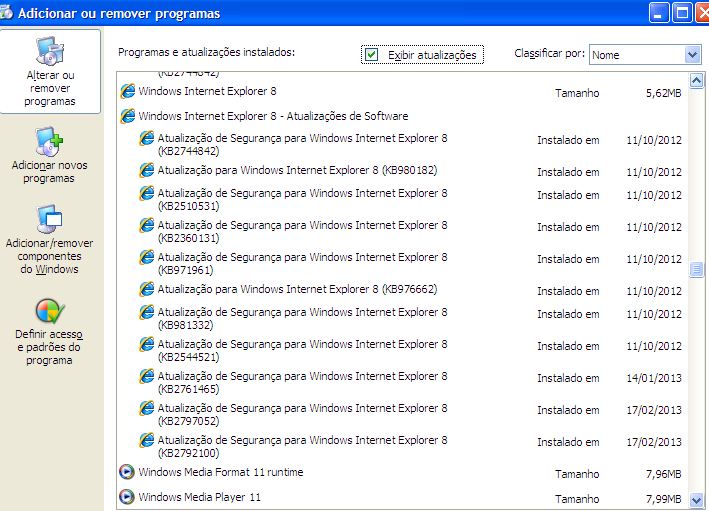 Adicionar ou remover programas
Alterar ou
remover
programas
Adicionar novos
programas
Adicionar/remover
componentes
do Windows
Definir acesso
e padrões do
programa
Programas e atualizações instalados:
Exibir atualizações
Classificar por: Nome
(KB2744842)
Windows Internet Explorer 8 Tamanho 5,62MB
Windows Internet Explorer 8 - Atualizações de Software
Atualização de Segurança para Windows Internet Explorer 8
(KB2744842) Instalado em 11/10/2012
Atualização para Windows Internet Explorer 8 (KB980182) Instalado em 11/10/2012
Atualização de Segurança para Windows Internet Explorer 8
(KB2510531) Instalado em 11/10/2012
Atualização de Segurança para Windows Internet Explorer 8
(KB2360131) Instalado em 11/10/2012
Atualização de Segurança para Windows Internet Explorer 8
(KB971961) Instalado em 11/10/2012
Atualização para Windows Internet Explorer 8 (KB976662) Instalado em 11/10/2012
Atualização de Segurança para Windows Internet Explorer 8
(KB981332) Instalado em 11/10/2012
Atualização de Segurança para Windows Internet Explorer 8
(KB2544521) Instalado em 11/10/2012
Atualização de Segurança para Windows Internet Explorer 8
(KB2761465) Instalado em 14/01/2013
Atualização de Segurança para Windows Internet Explorer 8
(KB2797052) Instalado em 17/02/2013
Atualização de Segurança para Windows Internet Explorer 8
(KB2792100) Instalado em 17/02/2013
Windows Media Format 11 runtime Tamanho 7,96MB
Windows Media Player 11 Tamanho 7,99MB